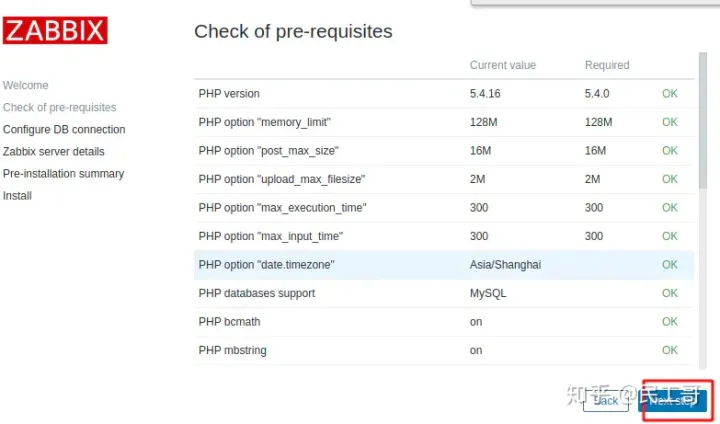 ZABBIX
Check of pre-requisites
Welcome
Check of pre-requisites
Configure DB connection
Zabbix server details
Pre-installation summary
Install
Current value Required
PHP version 5.4.16 5.4.0 OK
PHP option "memory_limit" 128M 128M OK
PHP option "post_max_size" 16M 16M OK
PHP option "upload_max_filesize" 2M 2M OK
PHP option "max_execution_time" 300 300 OK
PHP option "max_input_time" 300 300 OK
PHP option "date.timezone" Asia/Shanghai OK
PHP databases support MySQL OK
PHP bcmath on OK
PHP mbstring on OK
Back Next step
知乎 @民工哥